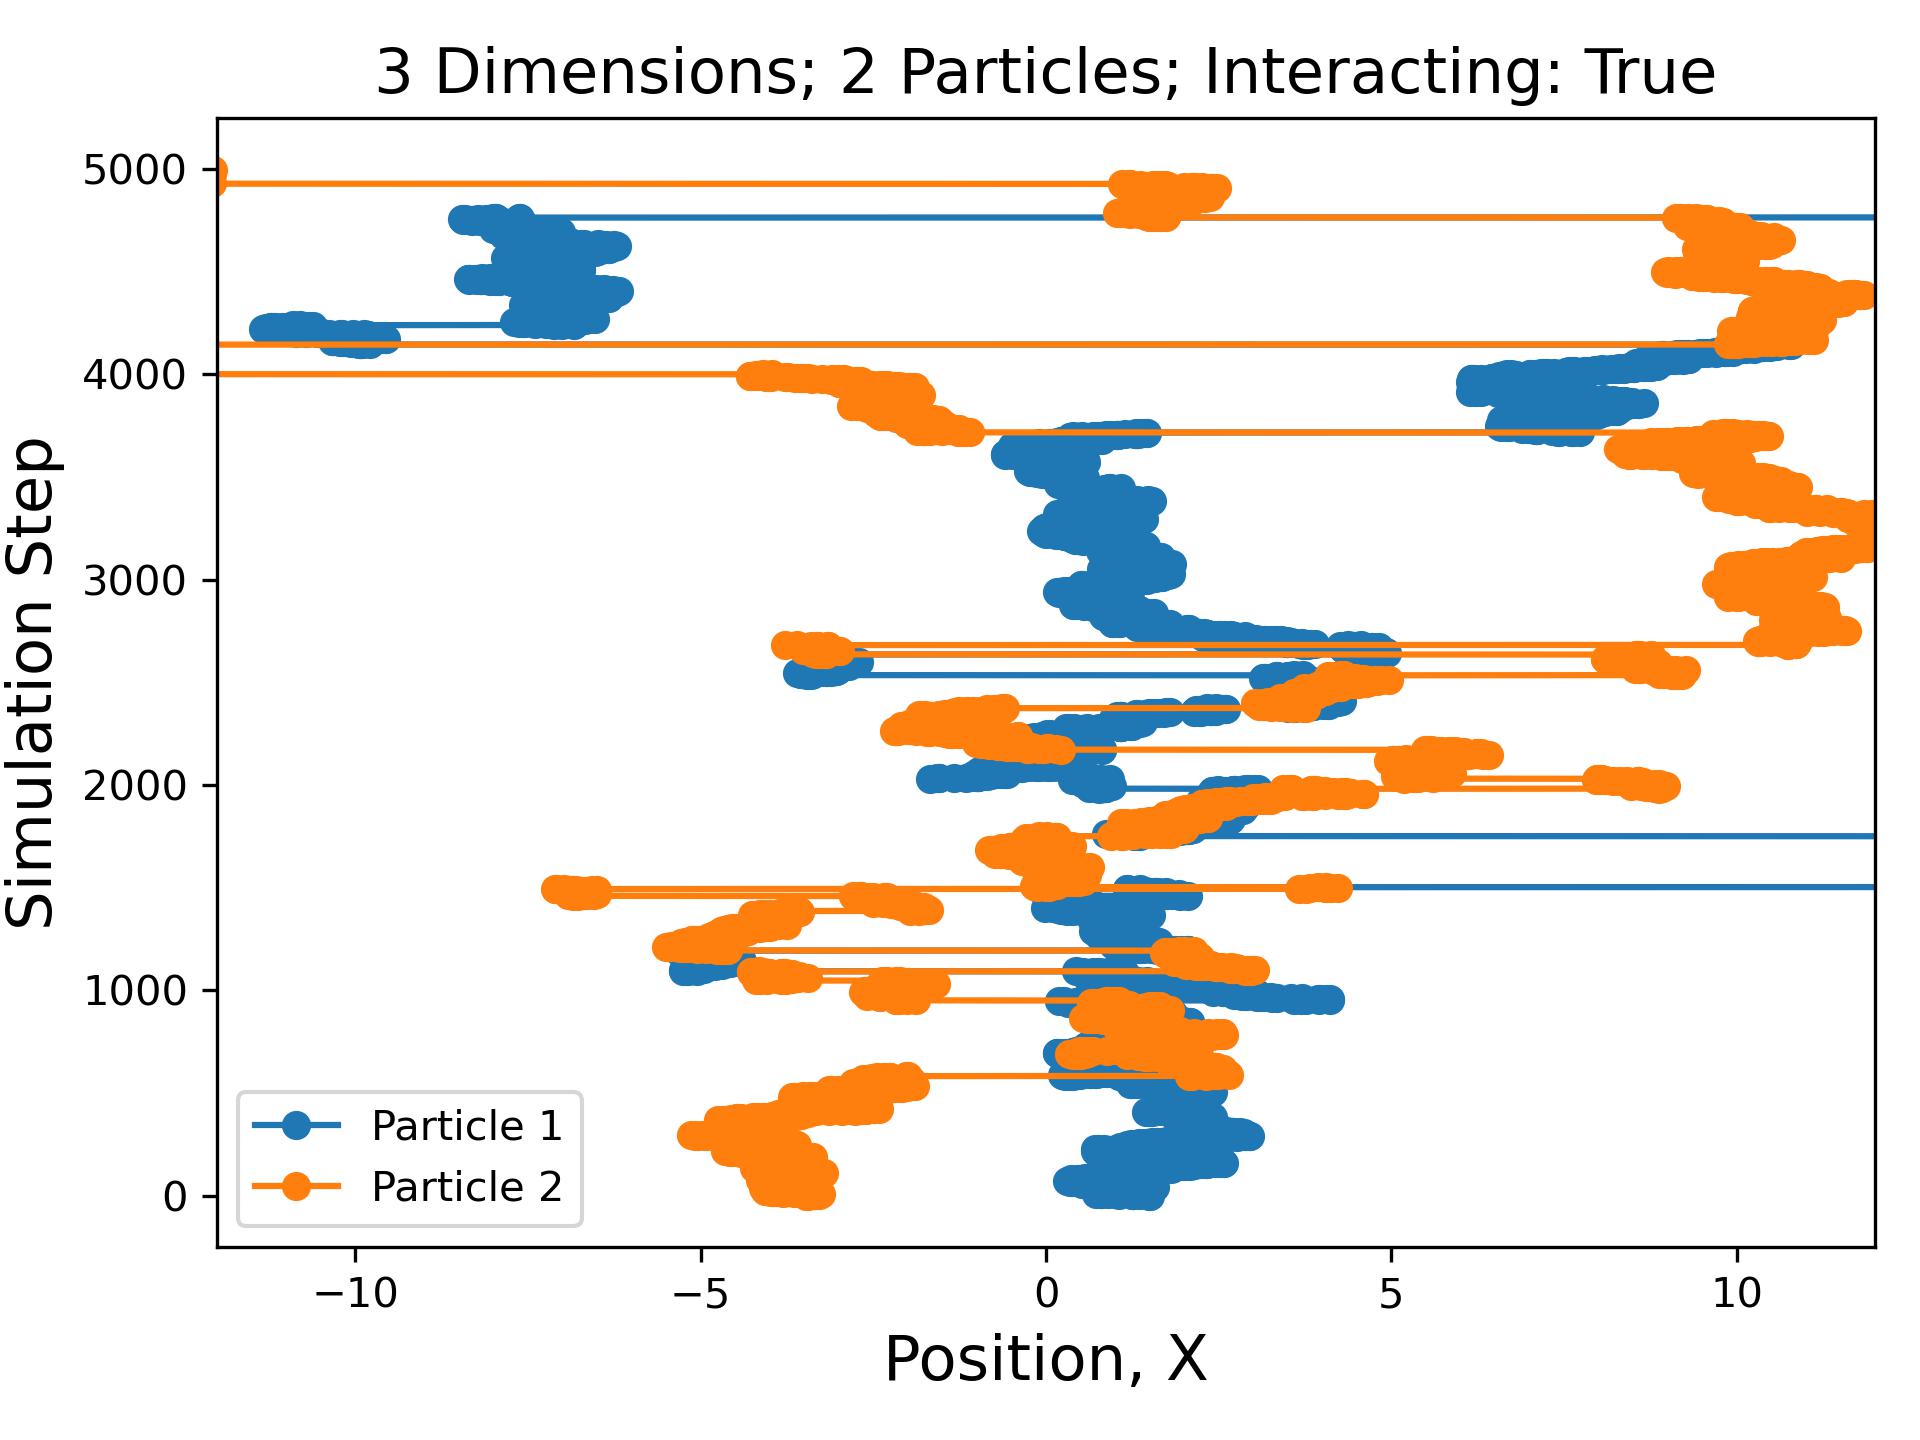 3 Dimensions; 2 Particles; Interacting: True
Simulation Step
5000
4000
3000
2000
1000
0
Particle 1
Particle 2
−10
−5
0
5
10
Position, X